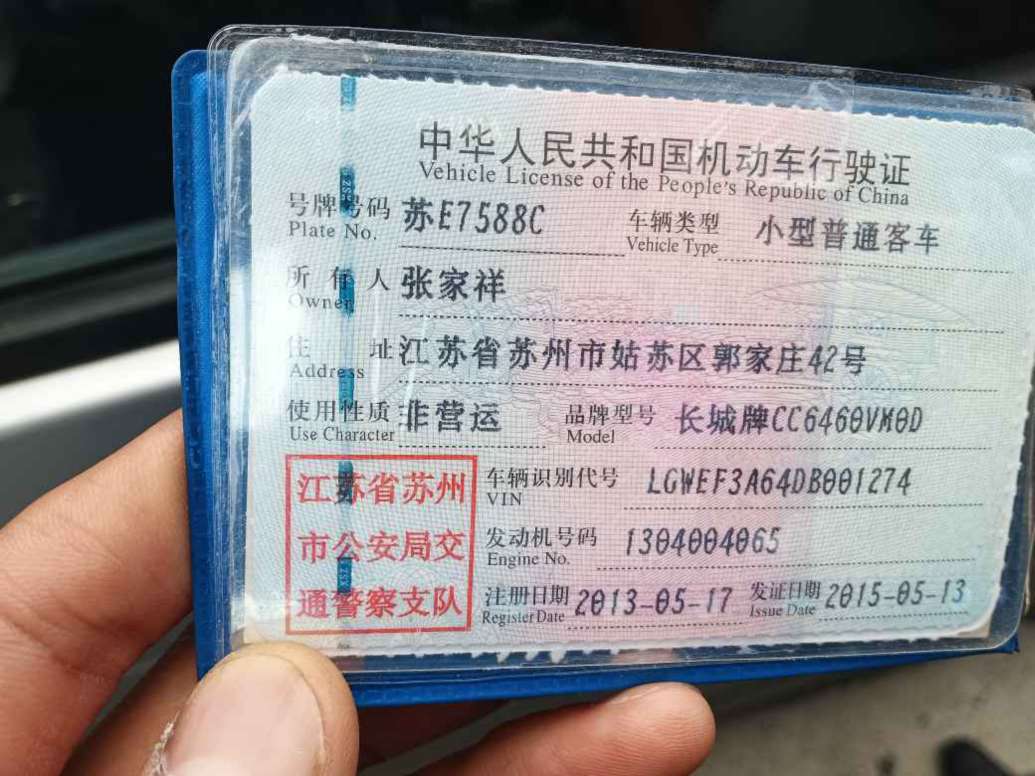 中华人民共和国机动车行驶证
Vehicle License of the People's Republic of China
号牌号码 苏E7588C 车辆类型 小型普通客车
Plate No. Vehicle Type
所有人 张家祥
Owner
住址 江苏省苏州市姑苏区郭家庄42号
Address
使用性质 非营运 品牌型号 长城牌CC6460VM0D
Use Character Model
江苏省苏州 车辆识别代号 LGWEF3A64DB001274
VIN
市公安局交 发动机号码 1304004065
Engine No.
通警察支队 注册日期 2013-05-17 发证日期 2015-05-13
Register Date Issue Date